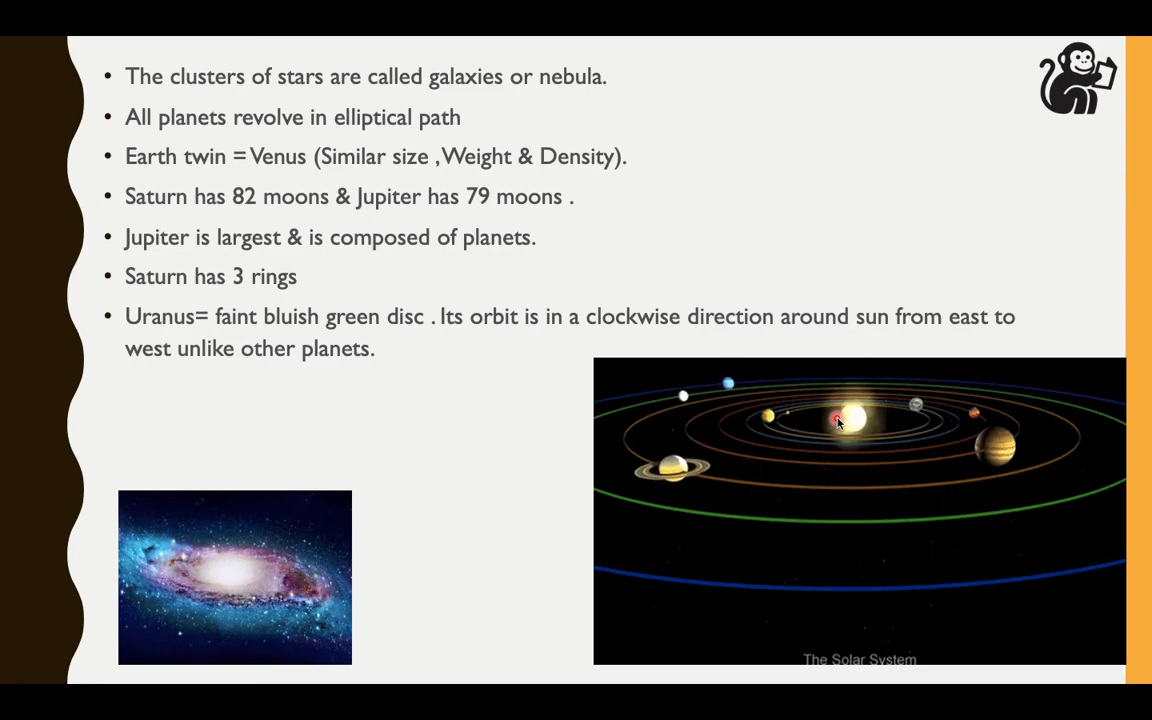 • The clusters of stars are called galaxies or nebula.
• All planets revolve in elliptical path
• Earth twin = Venus (Similar size ,Weight & Density).
• Saturn has 82 moons & Jupiter has 79 moons .
• Jupiter is largest & is composed of planets.
• Saturn has 3 rings
• Uranus= faint bluish green disc . Its orbit is in a clockwise direction around sun from east to
west unlike other planets.
The Solar System